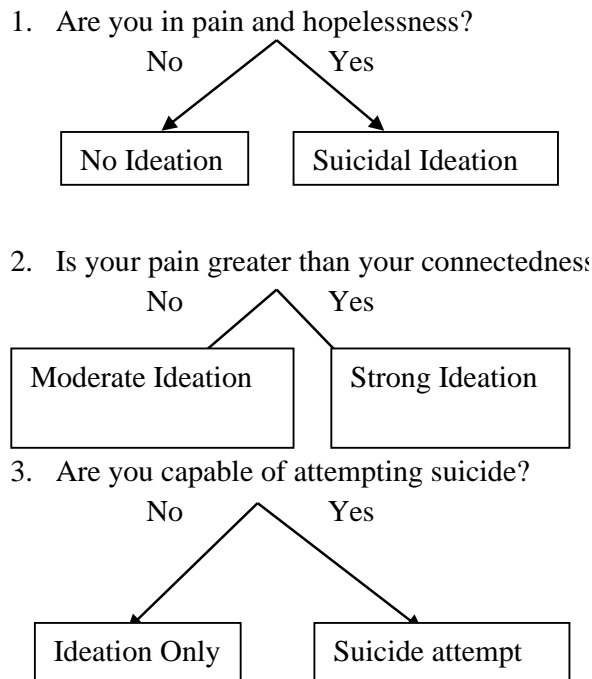 1. Are you in pain and hopelessness?
No Yes
No Ideation Suicidal Ideation
2. Is your pain greater than your connectedness
No Yes
Moderate Ideation Strong Ideation
3. Are you capable of attempting suicide?
No Yes
Ideation Only Suicide attempt